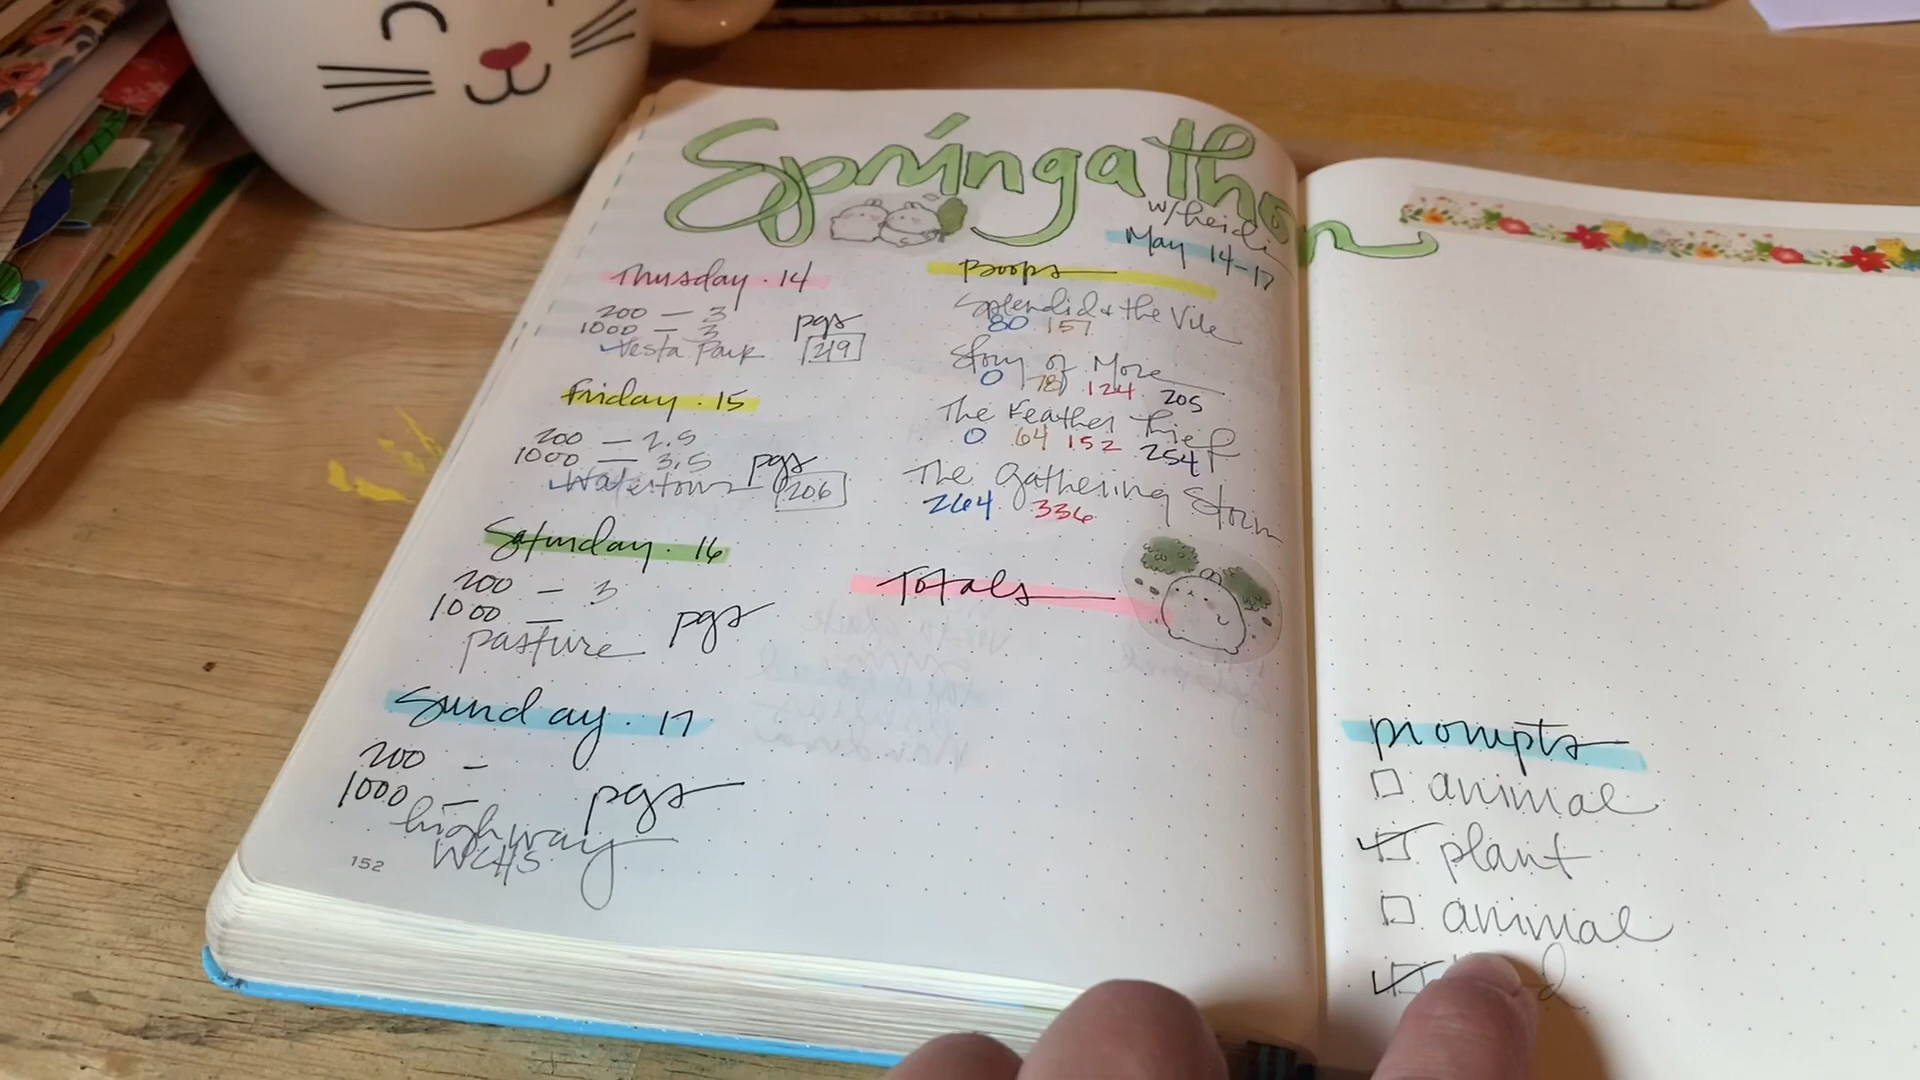 Springathon
w/heidi
May 14-17
Thusday. 14
200 — 3
1000 — 3
Vesta Park
pgs
219
Friday. 15
200 — 2.5
1000 — 3.5
Watertown
pgs
206
Saturday. 16
200 — 3
1000 —
pasture
pgs
Sunday. 17
200 —
1000 —
highway
WCHS
pgs
152
Books
Splendid & the Vile
80 157
Story of More
0 78 124 205
The Feather Thief
0 64 152 254
The Gathering Storm
264 336
Totals
prompts
animal
plant
animal